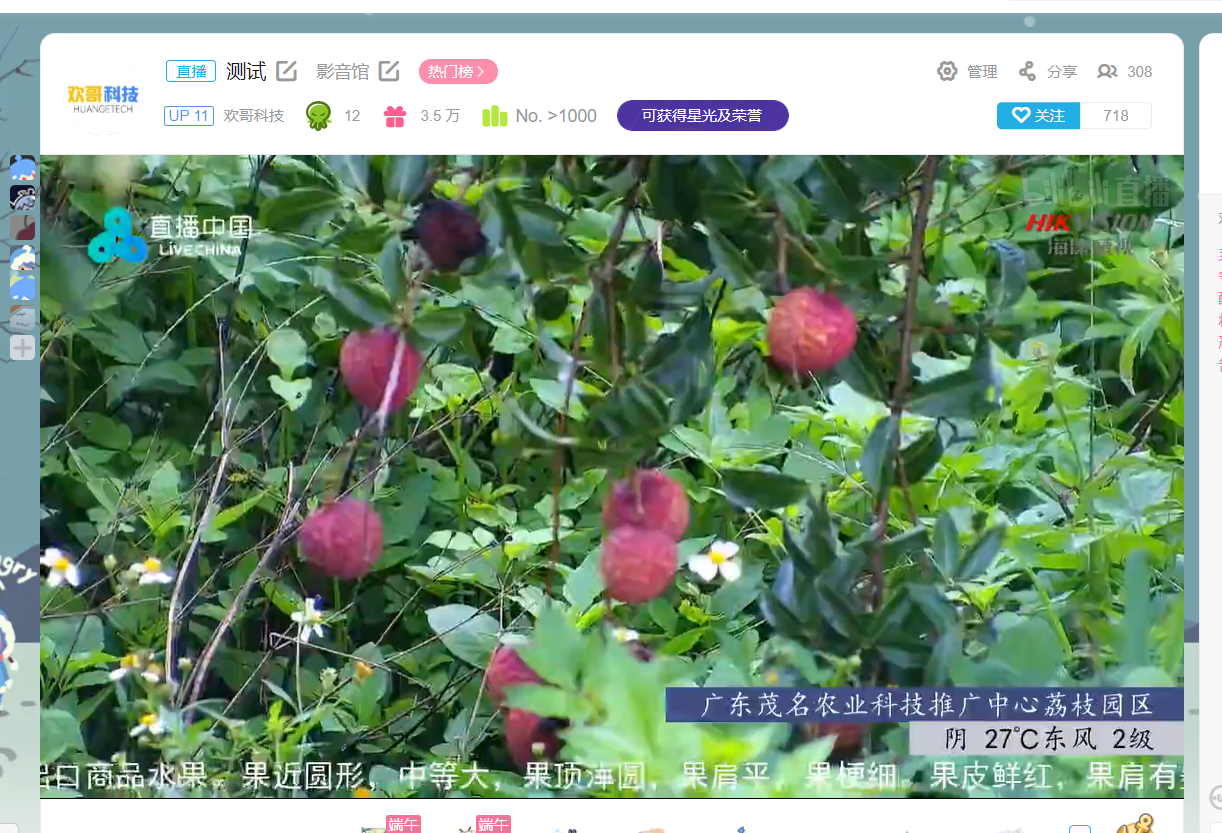 直播 测试 影音馆 热门榜 管理 分享 308
欢哥科技
HUANGETECH
UP 11 欢哥科技 12 3.5 万 No. >1000 可获得星光及荣誉 关注 718
直播中国
LIVECHINA
bilibili 直播
HIKVISION
广东茂名农业科技推广中心荔枝园区
阴 27℃东风 2级
出口商品水果。果近圆形，中等大，果顶浑圆，果肩平，果梗细。果皮鲜红，果肩有
端午 端午